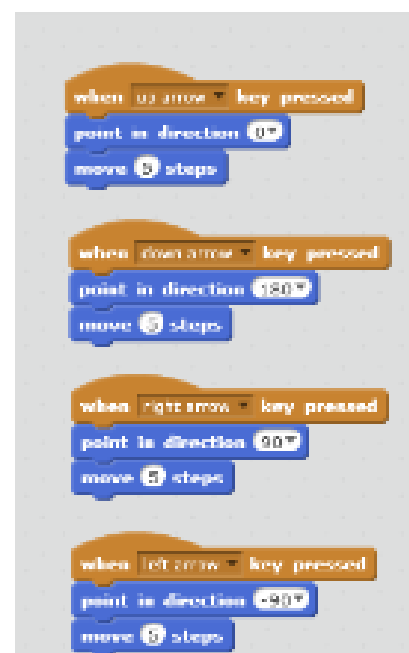 when up arrow key pressed
point in direction 0
move 5 steps
when down arrow key pressed
point in direction 180
move 5 steps
when right arrow key pressed
point in direction 90
move 5 steps
when left arrow key pressed
point in direction -90
move 5 steps